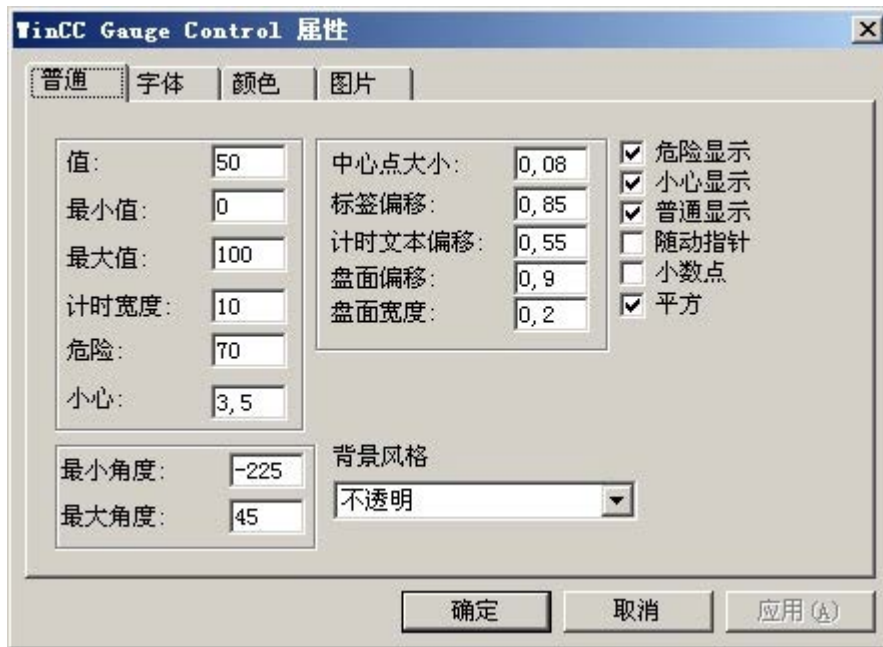 WinCC Gauge Control 属性
普通 字体 颜色 图片
值: 50
最小值: 0
最大值: 100
计时宽度: 10
危险: 70
小心: 3,5
中心点大小: 0,08
标签偏移: 0,85
计时文本偏移: 0,55
盘面偏移: 0,9
盘面宽度: 0,2
危险显示
小心显示
普通显示
随动指针
小数点
平方
最小角度: -225
最大角度: 45
背景风格
不透明
确定 取消 应用(A)